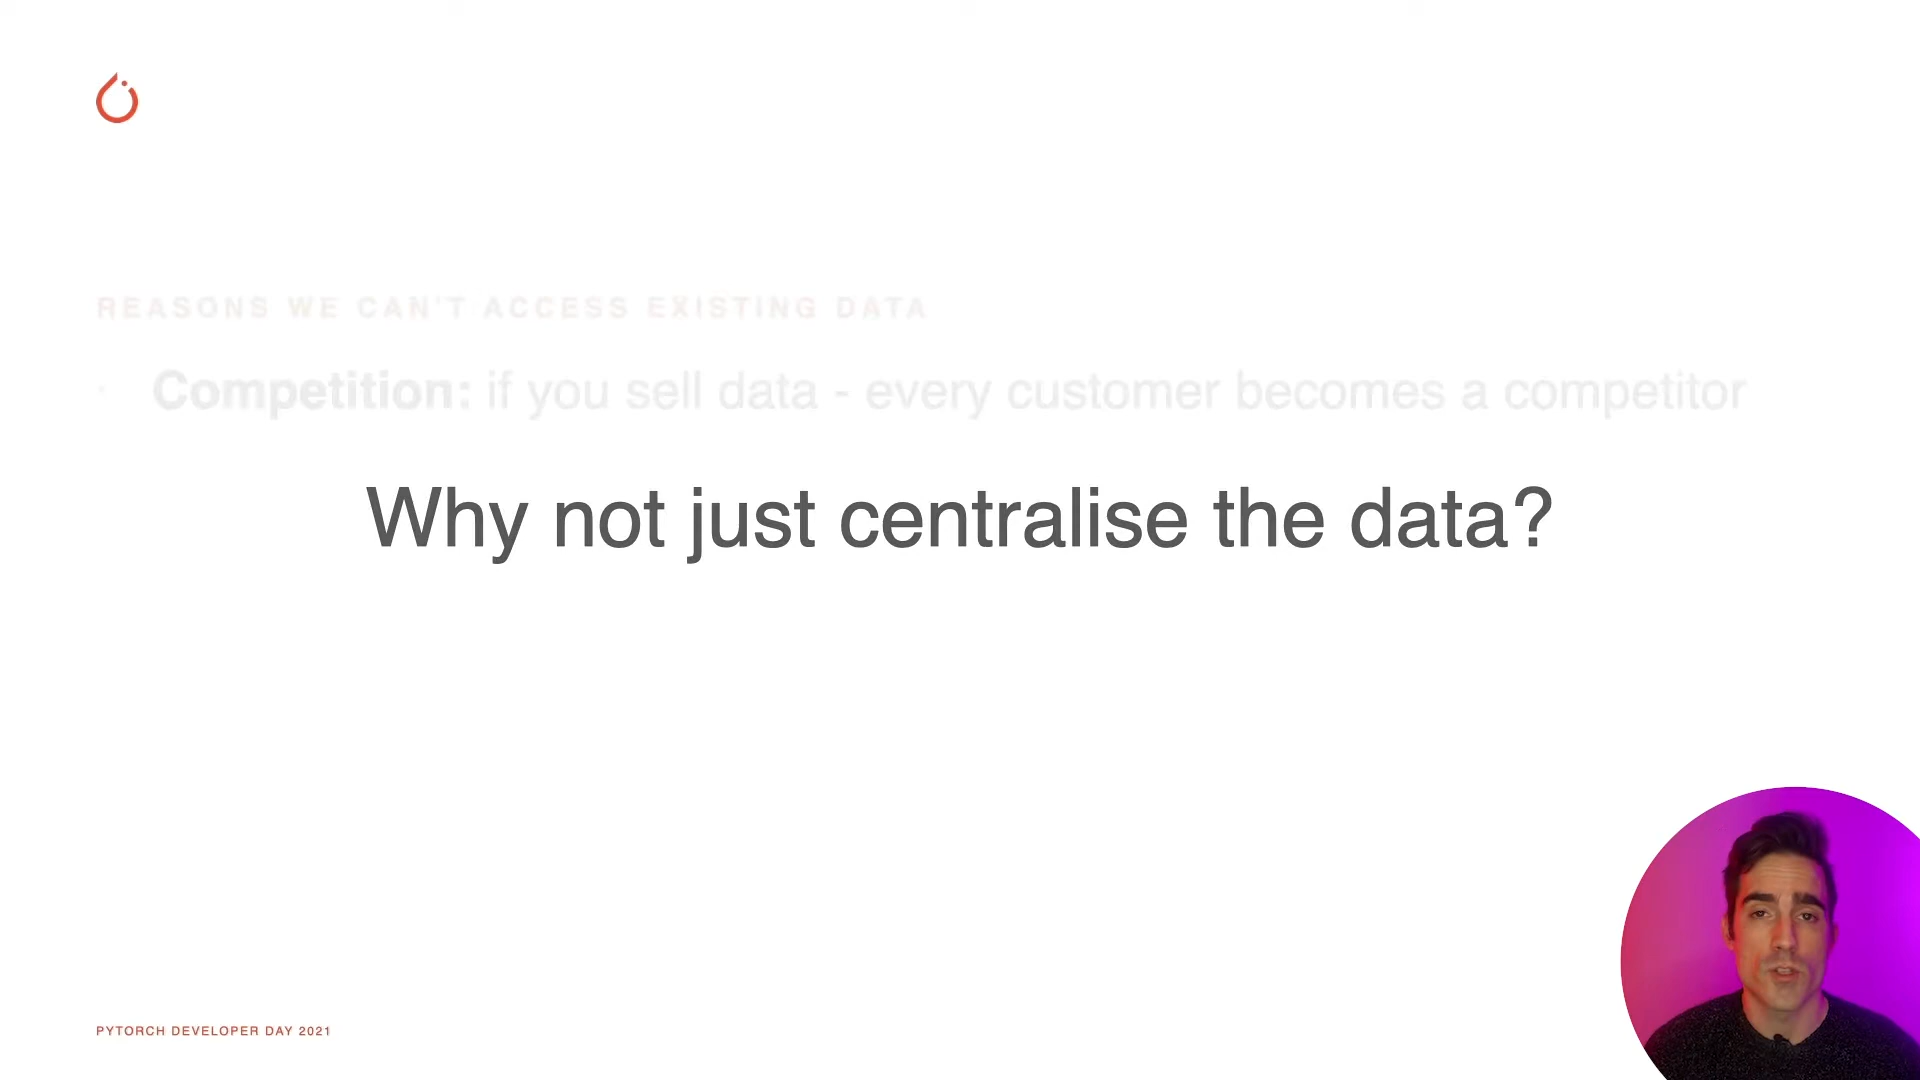 REASONS WE CAN'T ACCESS EXISTING DATA
· Competition: if you sell data - every customer becomes a competitor
Why not just centralise the data?
PYTORCH DEVELOPER DAY 2021